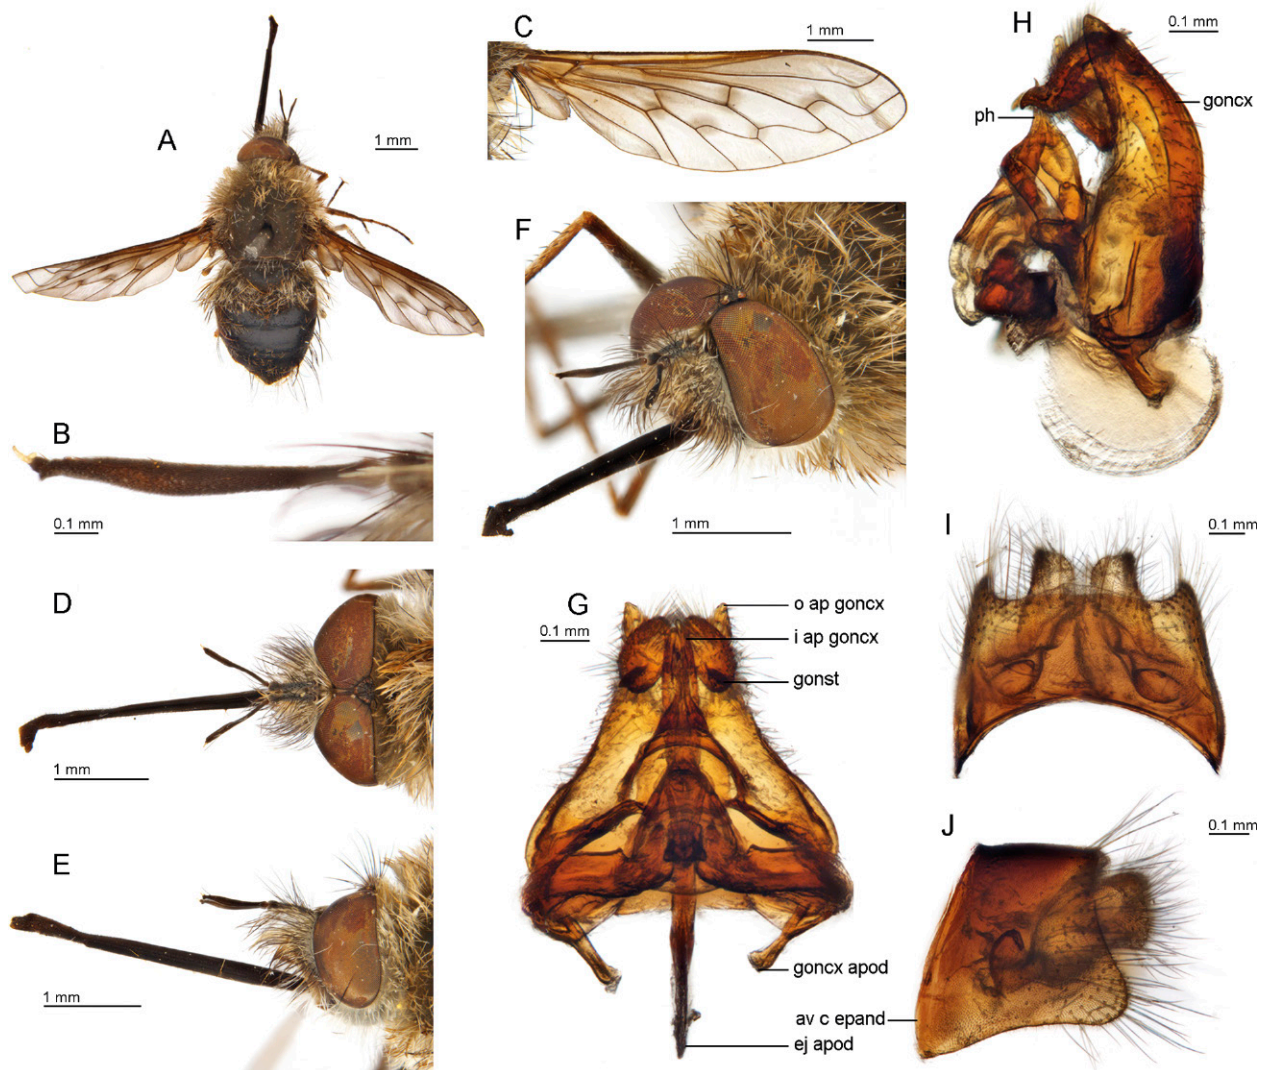 A
1 mm
B
0.1 mm
C
1 mm
D
1 mm
E
1 mm
F
1 mm
G
0.1 mm
o ap goncx
i ap goncx
gonst
goncx apod
ej apod
H
0.1 mm
goncx
ph
I
0.1 mm
J
0.1 mm
av c epand